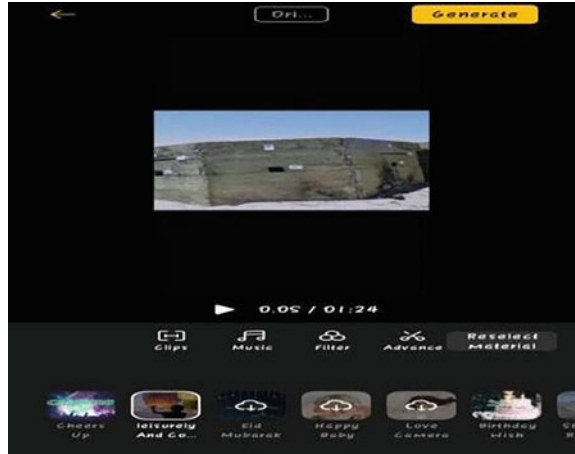 Ori...
Generate
0.05 / 01:24
Clips
Music
Filter
Advance
Reselect
Material
Cheers
Up
leisurely
And Co...
Eid
Mubarak
Happy
Baby
Love
Camera
Birthday
Wish